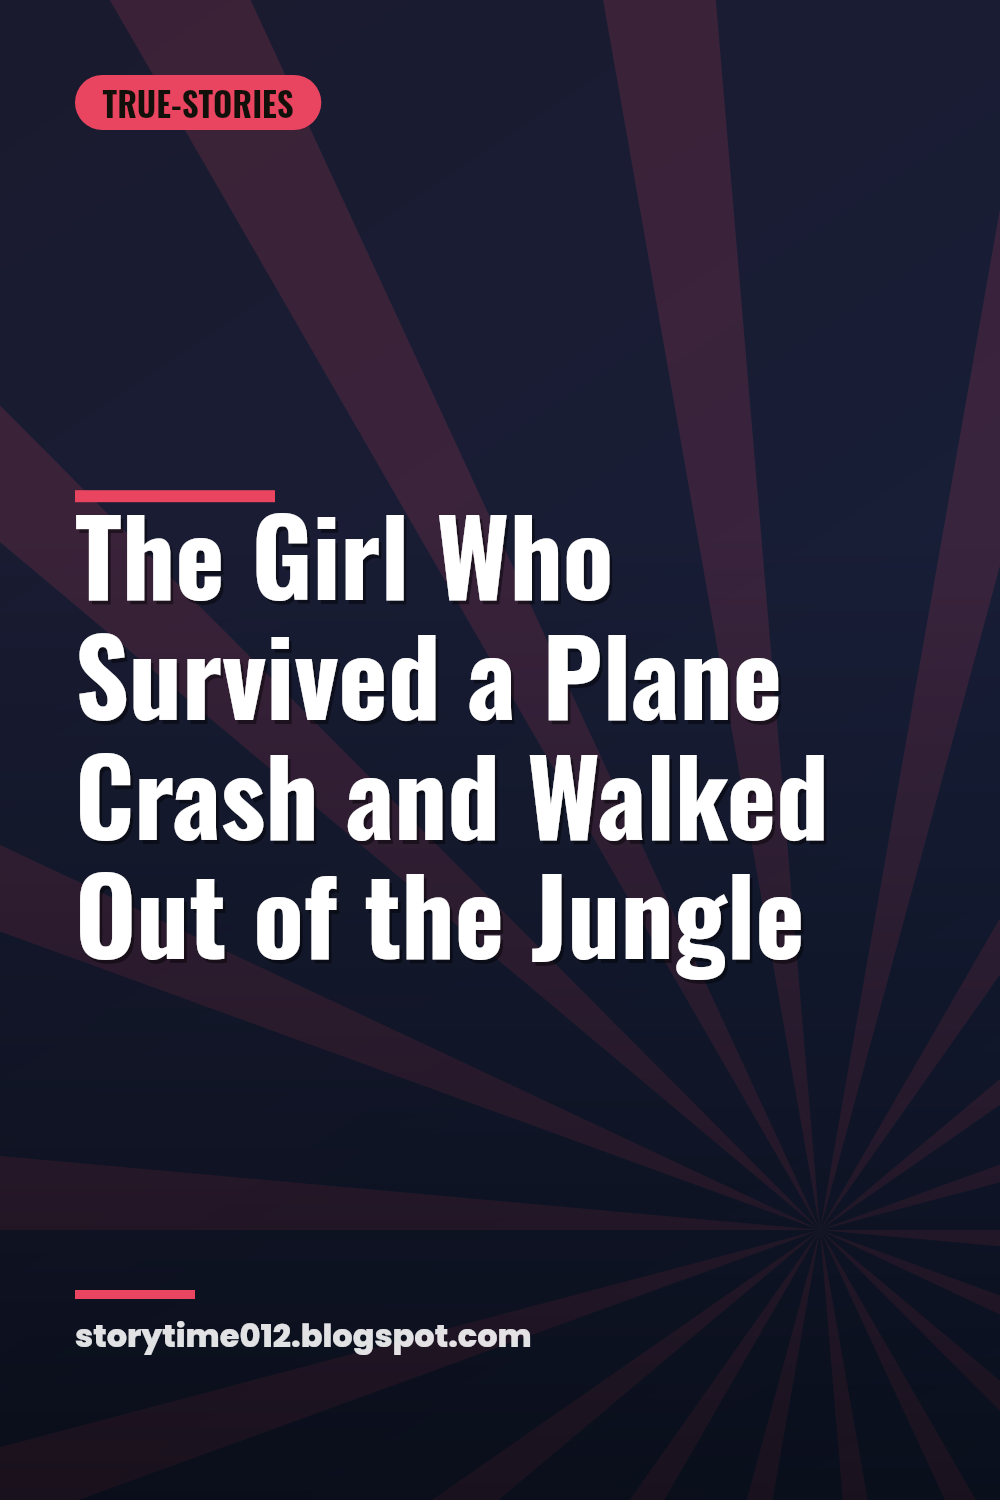 TRUE-STORIES
The Girl Who
Survived a Plane
Crash and Walked
Out of the Jungle
storytime012.blogspot.com